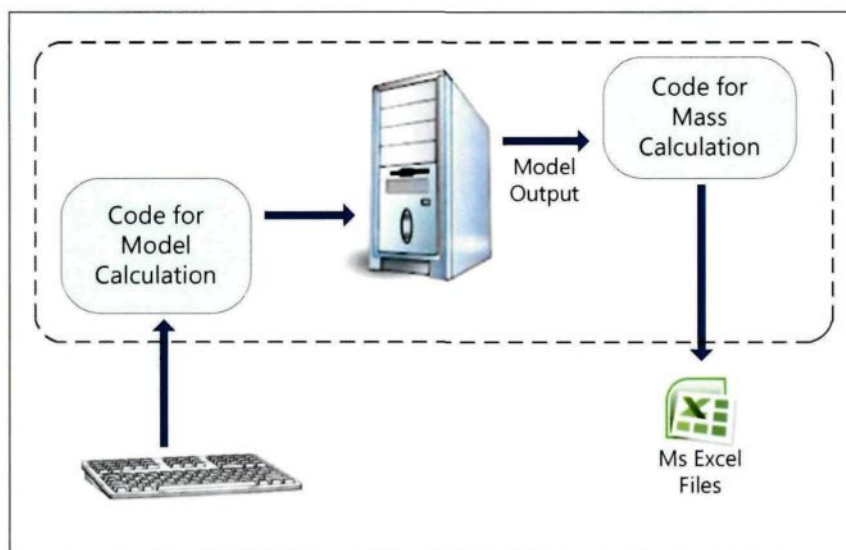 Code for
Model
Calculation
Model
Output
Code for
Mass
Calculation
Ms Excel
Files